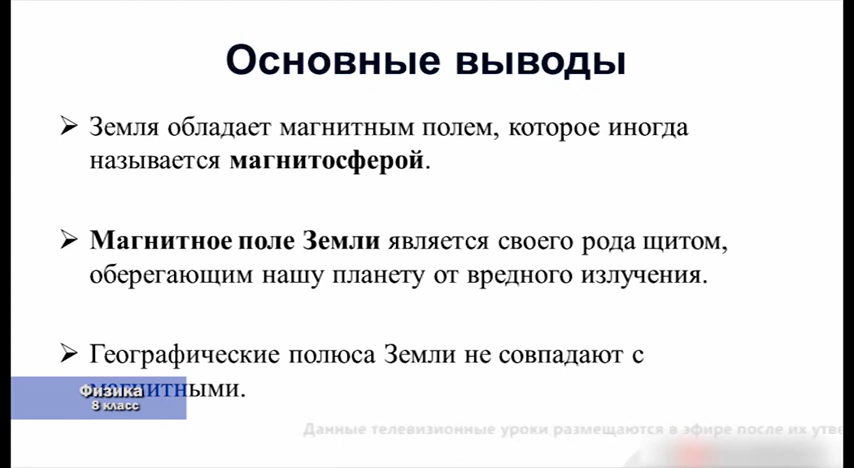 Основные выводы
Земля обладает магнитным полем, которое иногда
называется магнитосферой.
Магнитное поле Земли является своего рода щитом,
оберегающим нашу планету от вредного излучения.
Географические полюса Земли не совпадают с
магнитными.
Физика
8 класс
Данные телевизионные уроки размещаются в эфире после их утве